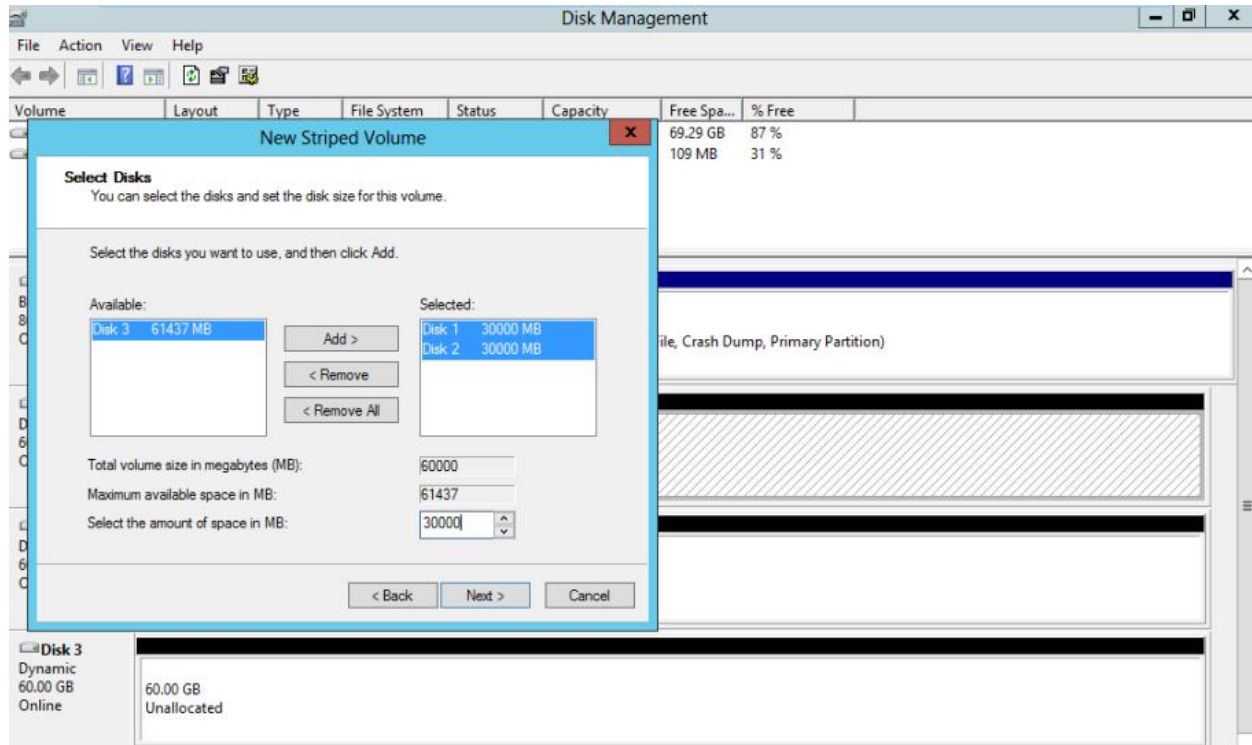 Disk Management
File Action View Help
Volume Layout Type File System Status Capacity Free Spa... % Free
69.29 GB 87 %
109 MB 31 %
New Striped Volume
Select Disks
You can select the disks and set the disk size for this volume.
Select the disks you want to use, and then click Add.
Available:
Disk 3 61437 MB
Add >
< Remove
< Remove All
Selected:
Disk 1 30000 MB
Disk 2 30000 MB
Total volume size in megabytes (MB): 60000
Maximum available space in MB: 61437
Select the amount of space in MB: 30000
< Back Next > Cancel
ile, Crash Dump, Primary Partition)
B
8
C
D
6
C
D
6
C
Disk 3
Dynamic
60.00 GB
Online
60.00 GB
Unallocated